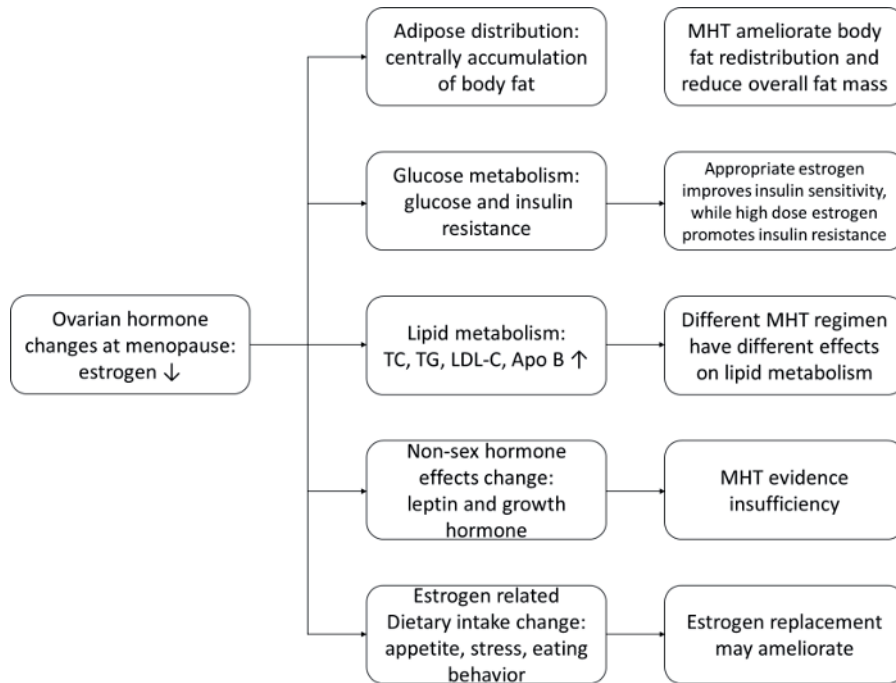 Adipose distribution:
centrally accumulation
of body fat
MHT ameliorate body
fat redistribution and
reduce overall fat mass
Glucose metabolism:
glucose and insulin
resistance
Appropriate estrogen
improves insulin sensitivity,
while high dose estrogen
promotes insulin resistance
Ovarian hormone
changes at menopause:
estrogen ↓
Lipid metabolism:
TC, TG, LDL-C, Apo B ↑
Different MHT regimen
have different effects
on lipid metabolism
Non-sex hormone
effects change:
leptin and growth
hormone
MHT evidence
insufficiency
Estrogen related
Dietary intake change:
appetite, stress, eating
behavior
Estrogen replacement
may ameliorate